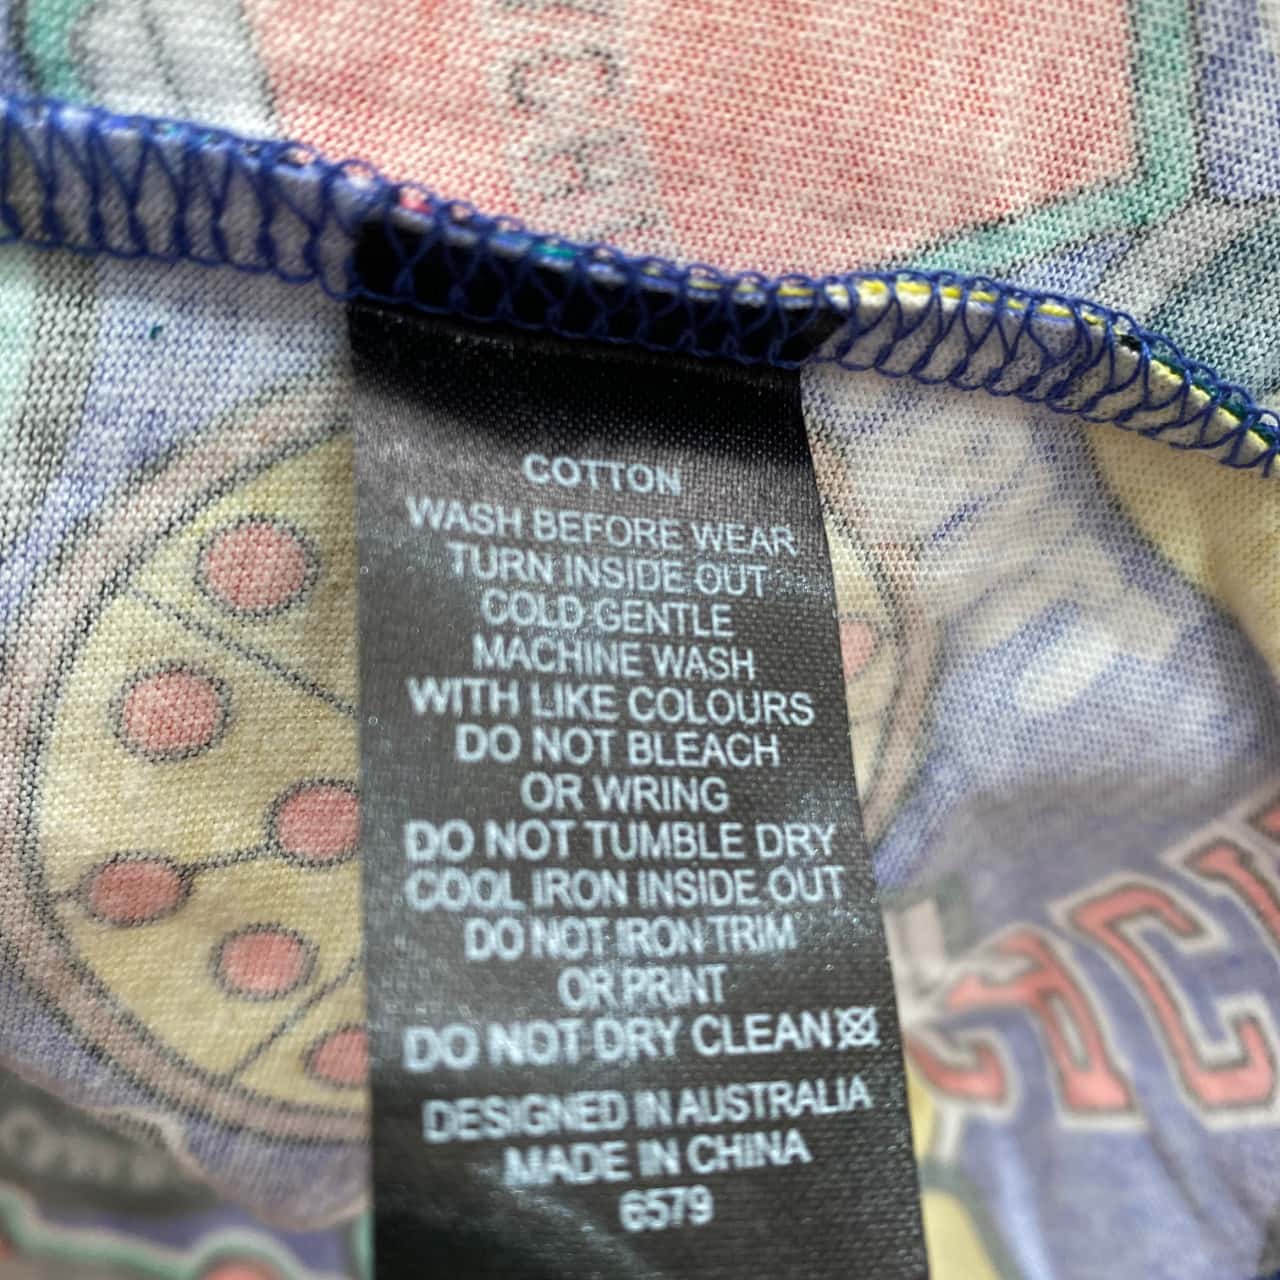 COTTON
WASH BEFORE WEAR
TURN INSIDE OUT
COLD GENTLE
MACHINE WASH
WITH LIKE COLOURS
DO NOT BLEACH
OR WRING
DO NOT TUMBLE DRY
COOL IRON INSIDE OUT
DO NOT IRON TRIM
OR PRINT
DO NOT DRY CLEAN
DESIGNED IN AUSTRALIA
MADE IN CHINA
6579